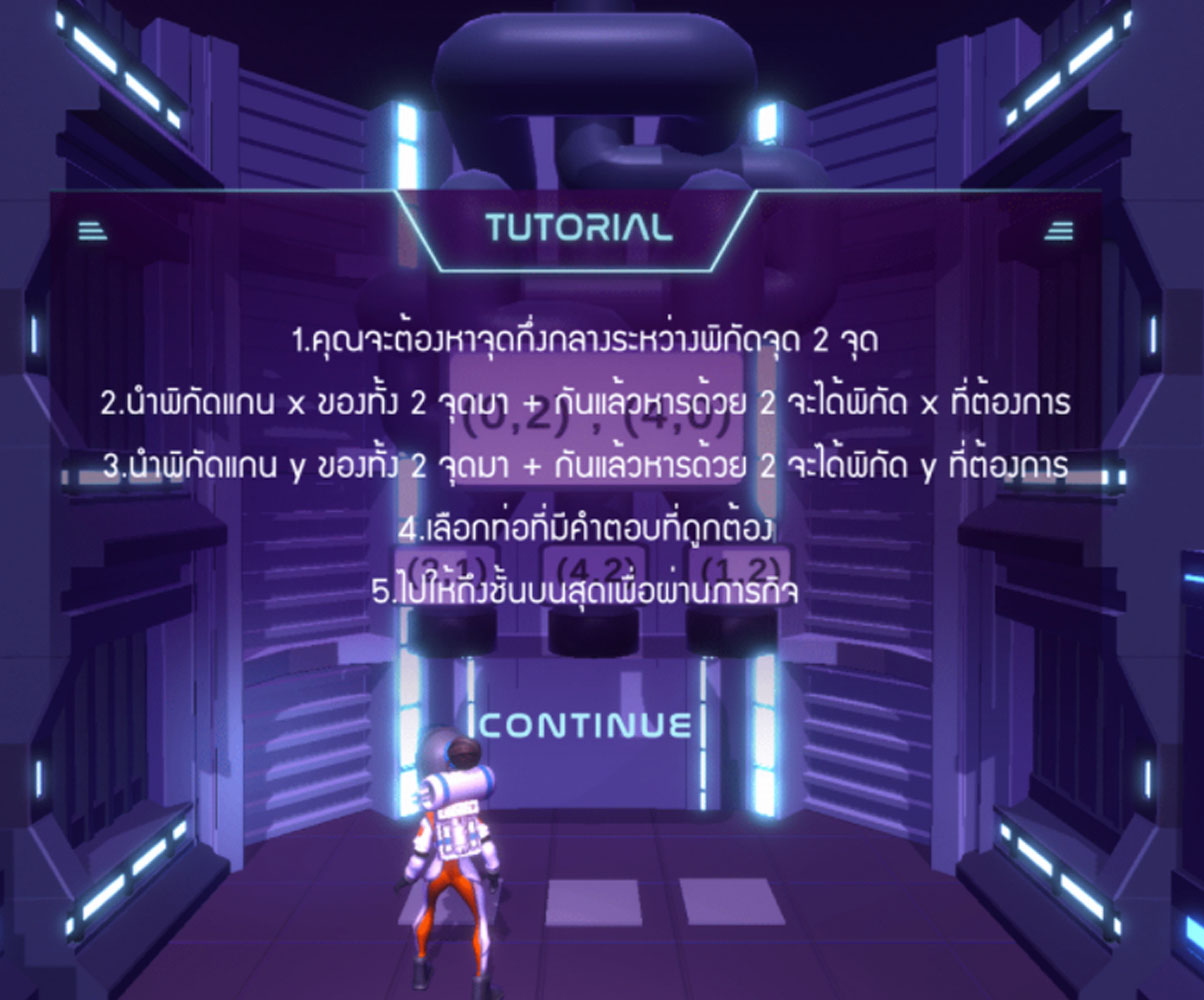 TUTORIAL
1.คุณจะต้องหาจุดกึ่งกลางระหว่างพิกัดจุด 2 จุด
(0,2) , (4,0)
2.นำพิกัดแกน x ของทั้ง 2 จุดมา + กันแล้วหารด้วย 2 จะได้พิกัด x ที่ต้องการ
3.นำพิกัดแกน y ของทั้ง 2 จุดมา + กันแล้วหารด้วย 2 จะได้พิกัด y ที่ต้องการ
4.เลือกท่อที่มีคำตอบที่ถูกต้อง
(4,2) (1,2)
5.ไปให้ถึงชั้นบนสุดเพื่อผ่านภารกิจ
CONTINUE